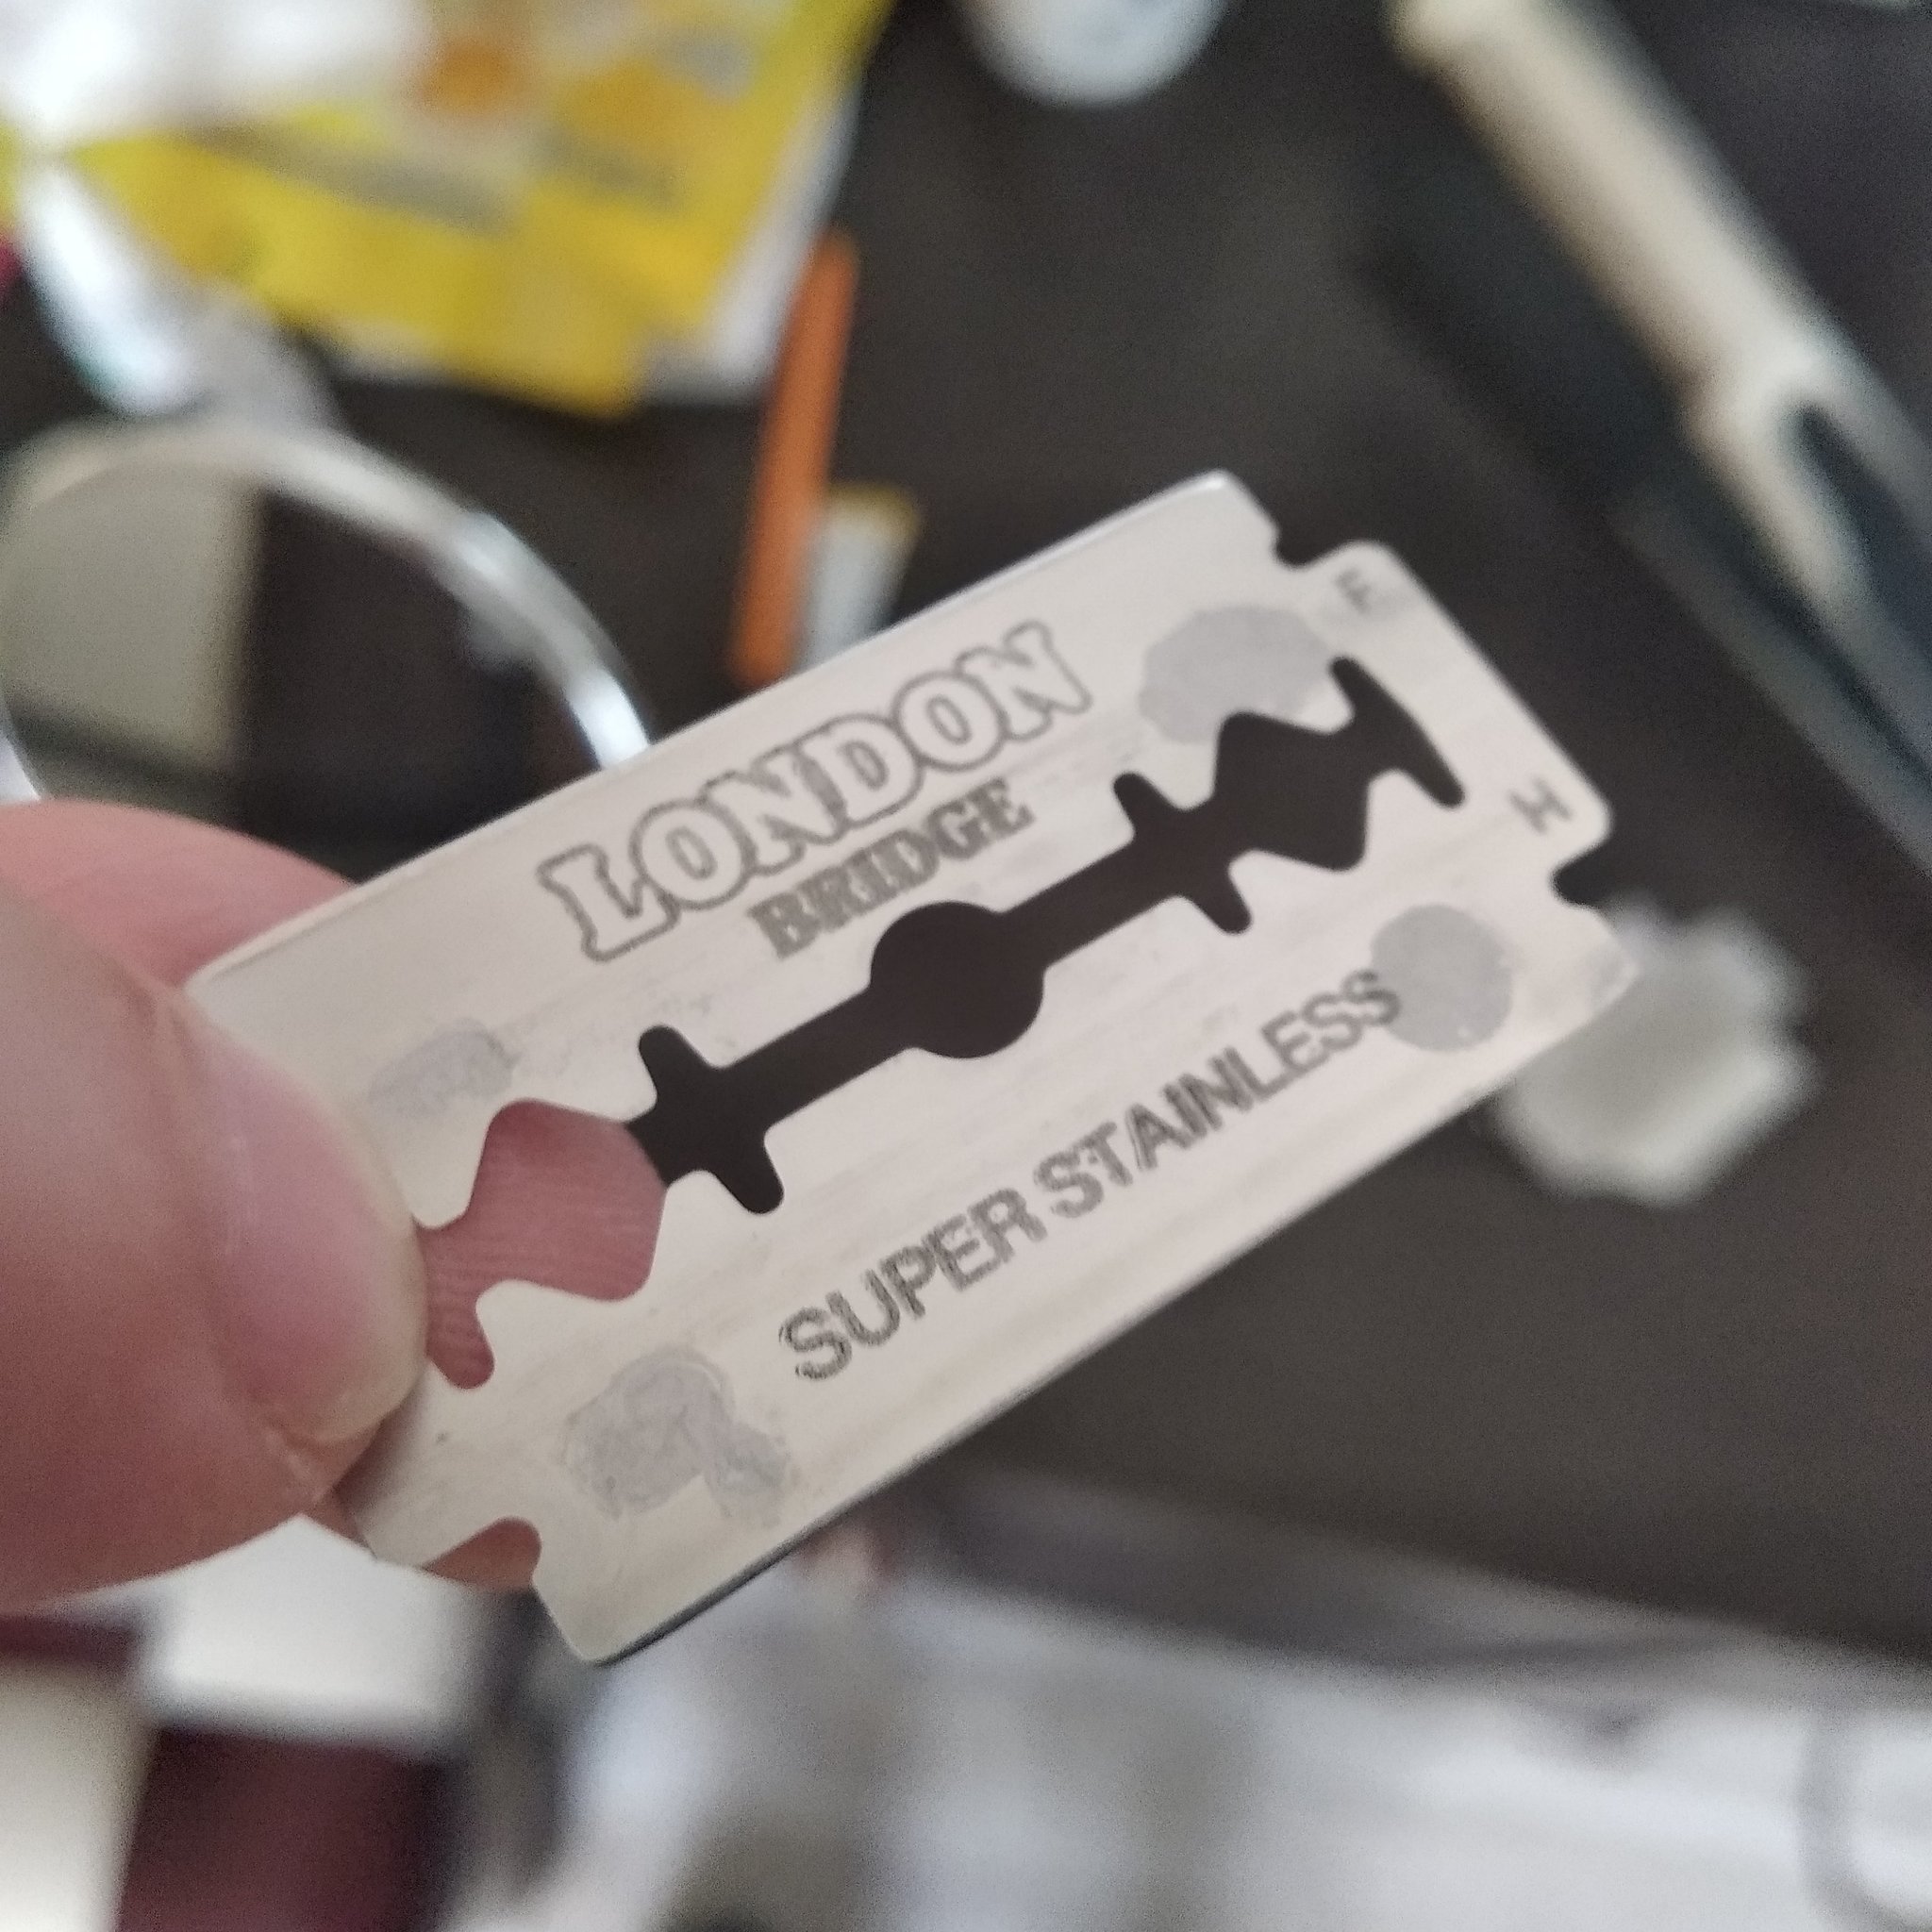 LONDON
BRIDGE
SUPER STAINLESS
F
H